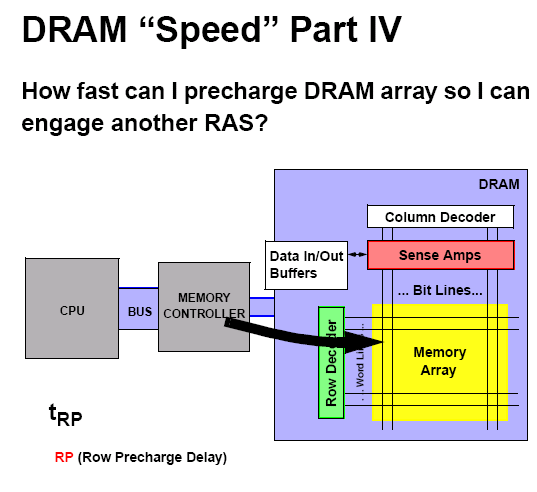 DRAM “Speed” Part IV
How fast can I precharge DRAM array so I can
engage another RAS?
DRAM
Column Decoder
Data In/Out
Buffers
Sense Amps
... Bit Lines...
CPU
BUS
MEMORY
CONTROLLER
Row Decoder
... Word Lines ...
Memory
Array
tRP
RP (Row Precharge Delay)